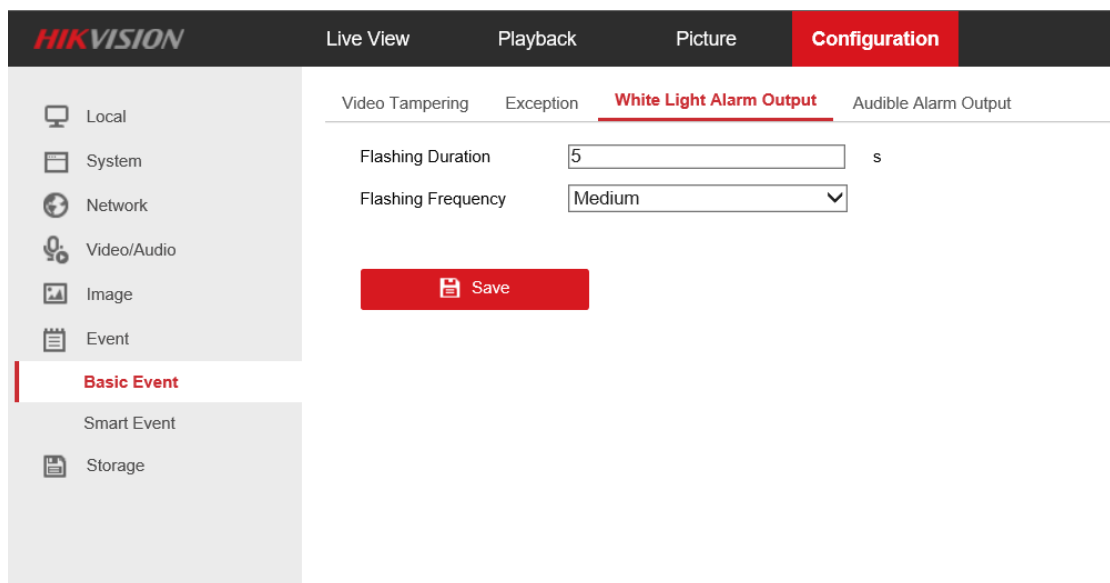 HIKVISION Live View Playback Picture Configuration
Video Tampering Exception White Light Alarm Output Audible Alarm Output
Local
System
Network
Video/Audio
Image
Event
Basic Event
Smart Event
Storage
Flashing Duration 5 s
Flashing Frequency Medium
Save